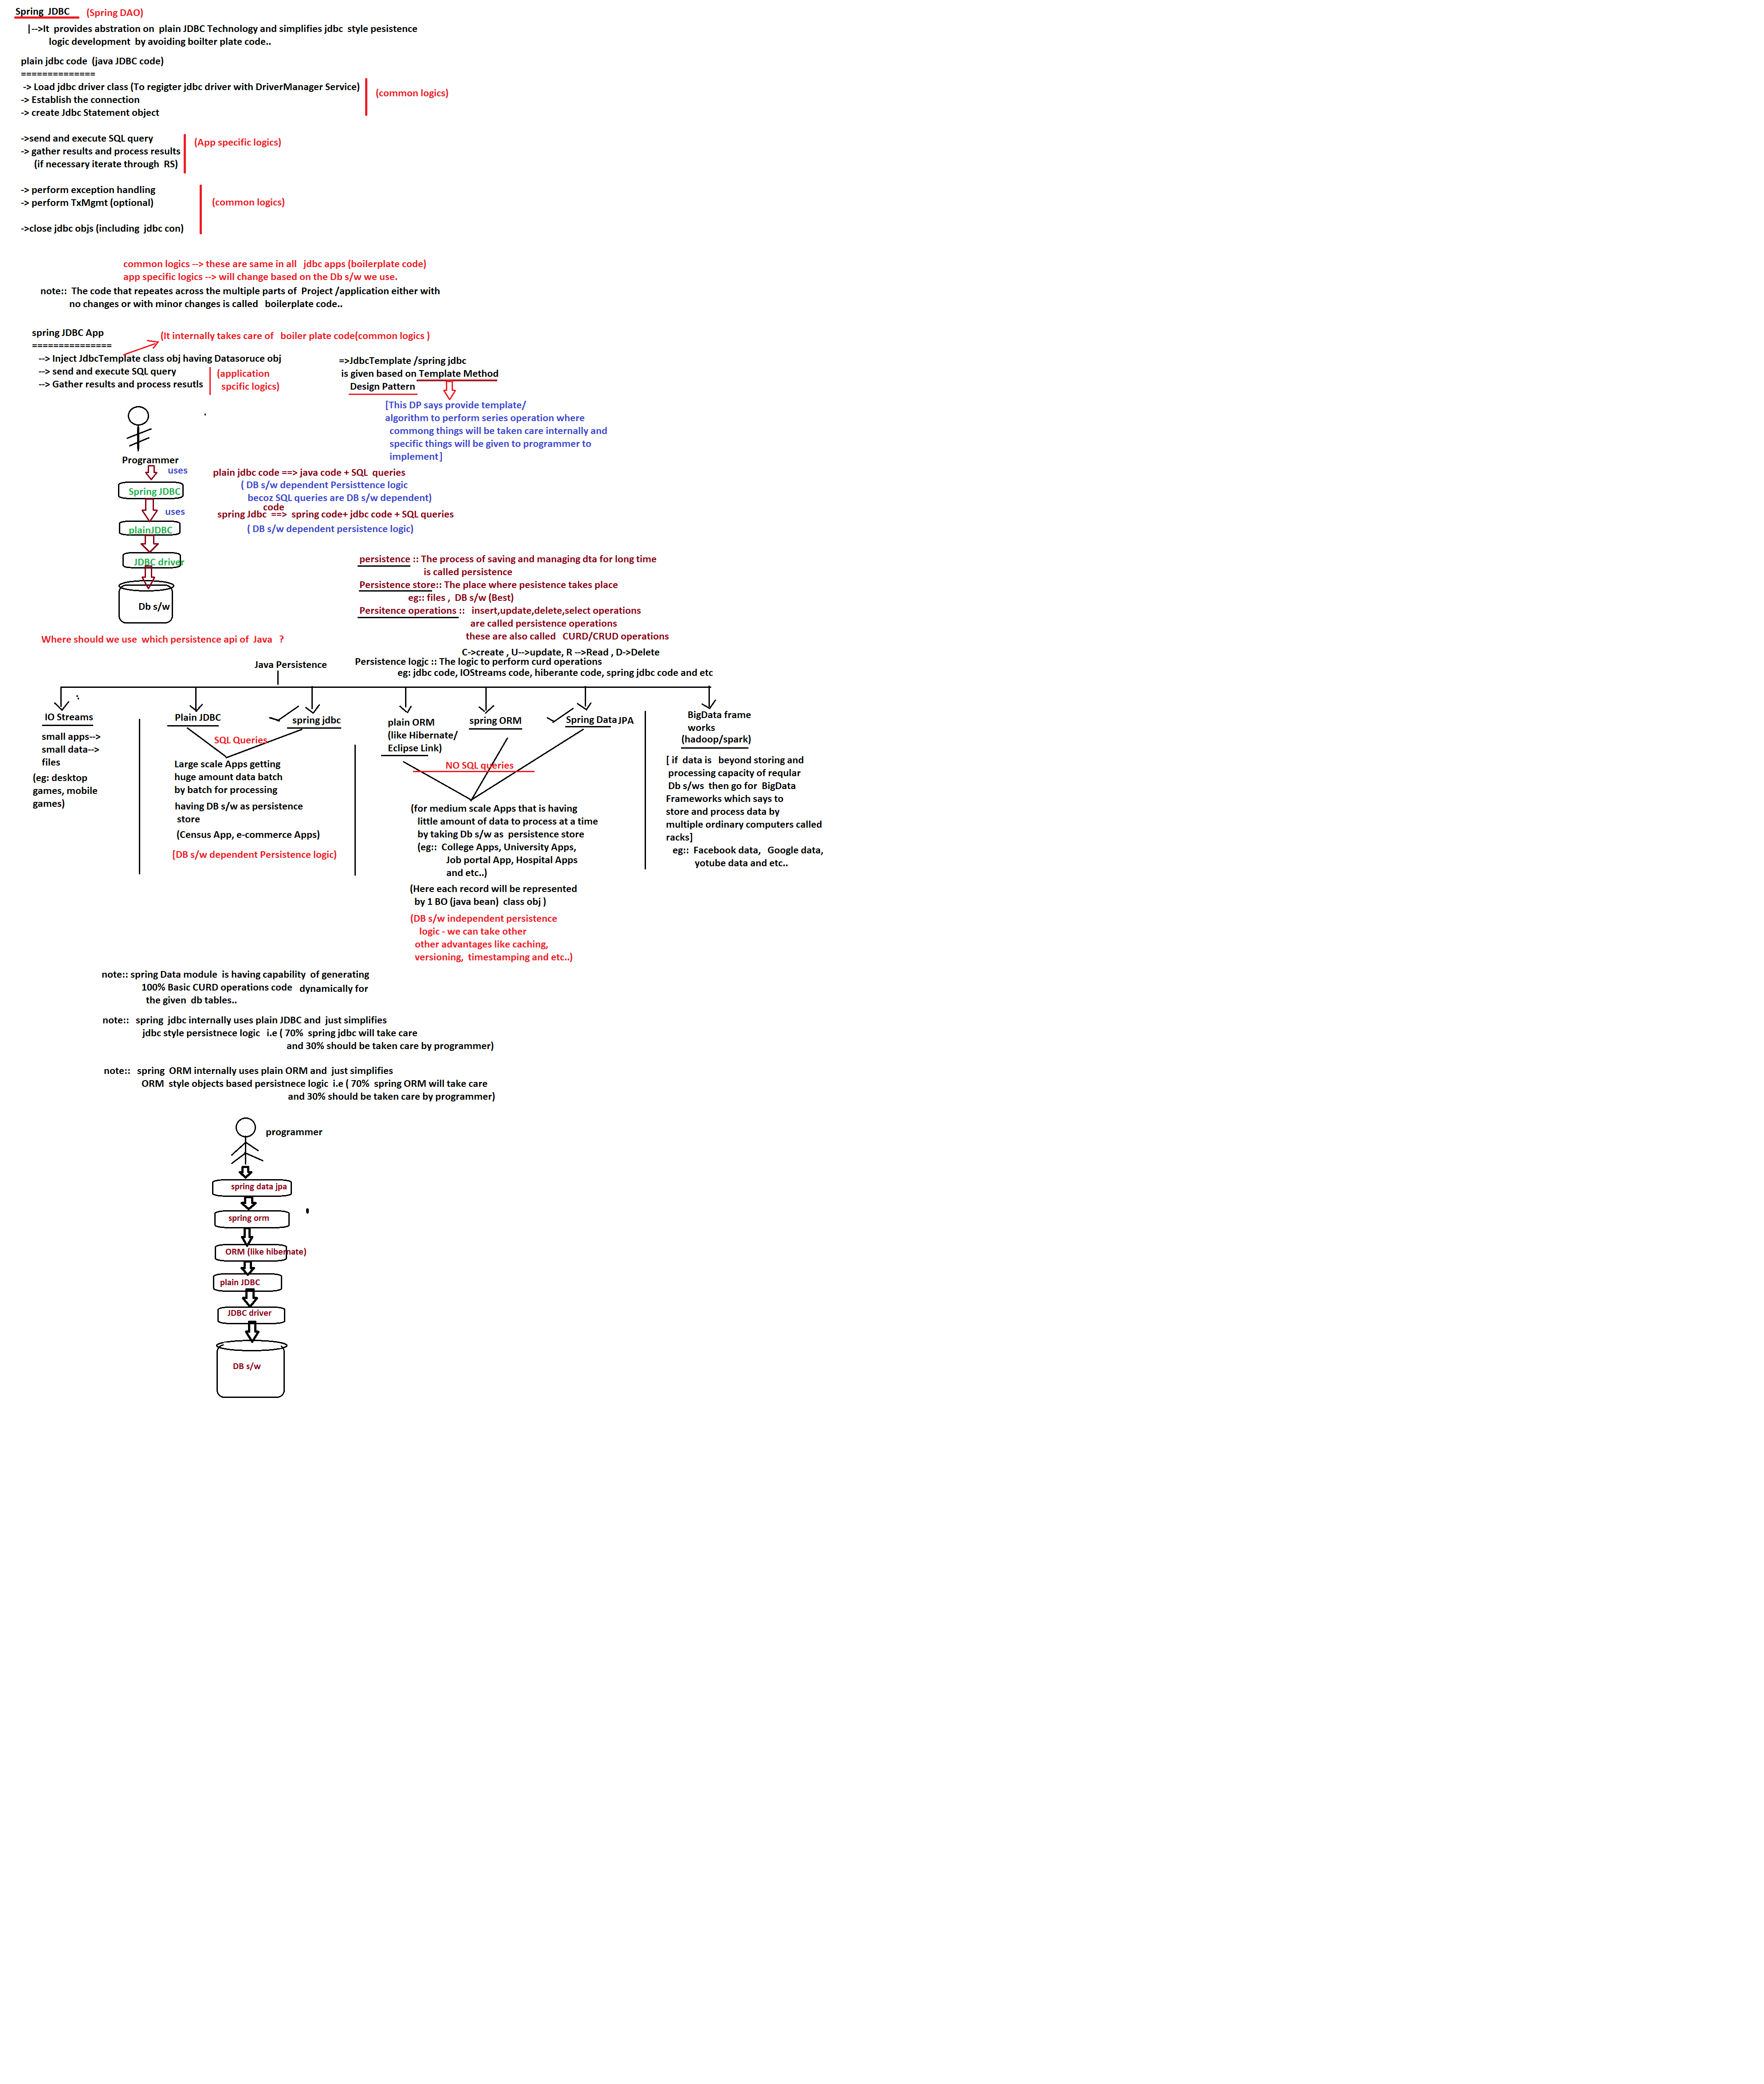 Spring  JDBC    (Spring DAO)
|-->It  provides abstration on  plain JDBC Technology and simplifies jdbc  style pesistence
logic development  by avoiding boilter plate code..
plain jdbc code  (java JDBC code)
==============
-> Load jdbc driver class (To regigter jdbc driver with DriverManager Service)
-> Establish the connection
-> create Jdbc Statement object
(common logics)
->send and execute SQL query
-> gather results and process results
(if necessary iterate through  RS)
(App specific logics)
-> perform exception handling
-> perform TxMgmt (optional)
->close jdbc objs (including  jdbc con)
(common logics)
common logics --> these are same in all   jdbc apps (boilerplate code)
app specific logics --> will change based on the Db s/w we use.
note::  The code that repeates across the multiple parts of  Project /application either with
no changes or with minor changes is called   boilerplate code..
spring JDBC App
===============
(It internally takes care of   boiler plate code(common logics )
--> Inject JdbcTemplate class obj having Datasoruce obj
--> send and execute SQL query
--> Gather results and process resutls
(application
spcific logics)
=>JdbcTemplate /spring jdbc
is given based on Template Method
Design Pattern
[This DP says provide template/
algorithm to perform series operation where
commong things will be taken care internally and
specific things will be given to programmer to
implement]
Programmer
uses
Spring JDBC
uses
plainJDBC
JDBC driver
Db s/w
plain jdbc code ==> java code + SQL  queries
( DB s/w dependent Persisttence logic
becoz SQL queries are DB s/w dependent)
code
spring Jdbc  ==>  spring code+ jdbc code + SQL queries
( DB s/w dependent persistence logic)
persistence :: The process of saving and managing dta for long time
is called persistence
Persistence store:: The place where pesistence takes place
eg:: files ,  DB s/w (Best)
Persitence operations ::   insert,update,delete,select operations
are called persistence operations
these are also called   CURD/CRUD operations
C->create , U-->update, R -->Read , D->Delete
Persistence logjc :: The logic to perform curd operations
eg: jdbc code, IOStreams code, hiberante code, spring jdbc code and etc
Where should we use  which persistence api of  Java   ?
Java Persistence
IO Streams
small apps-->
small data-->
files
(eg: desktop
games, mobile
games)
Plain JDBC
spring jdbc
SQL Queries
Large scale Apps getting
huge amount data batch
by batch for processing
having DB s/w as persistence
store
(Census App, e-commerce Apps)
[DB s/w dependent Persistence logic)
plain ORM
(like Hibernate/
Eclipse Link)
spring ORM
Spring Data JPA
NO SQL queries
(for medium scale Apps that is having
little amount of data to process at a time
by taking Db s/w as  persistence store
(eg::  College Apps, University Apps,
Job portal App, Hospital Apps
and etc..)
(Here each record will be represented
by 1 BO (java bean)  class obj )
(DB s/w independent persistence
logic - we can take other
other advantages like caching,
versioning,  timestamping and etc..)
BigData frame
works
(hadoop/spark)
[ if  data is   beyond storing and
processing capacity of reqular
Db s/ws  then go for  BigData
Frameworks which says to
store and process data by
multiple ordinary computers called
racks]
eg::  Facebook data,   Google data,
yotube data and etc..
note:: spring Data module  is having capability  of generating
100% Basic CURD operations code   dynamically for
the given  db tables..
note::   spring  jdbc internally uses plain JDBC and  just simplifies
jdbc style persistnece logic   i.e ( 70%  spring jdbc will take care
and 30% should be taken care by programmer)
note::   spring  ORM internally uses plain ORM and  just simplifies
ORM  style objects based persistnece logic  i.e ( 70%  spring ORM will take care
and 30% should be taken care by programmer)
programmer
spring data jpa
spring orm
ORM (like hibernate)
plain JDBC
JDBC driver
DB s/w